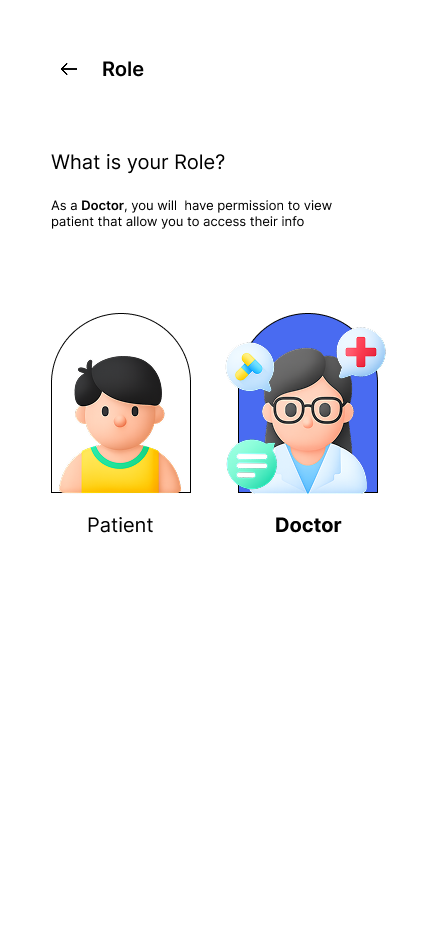 Role
What is your Role?
As a Doctor, you will  have permission to view
patient that allow you to access their info
Patient
Doctor